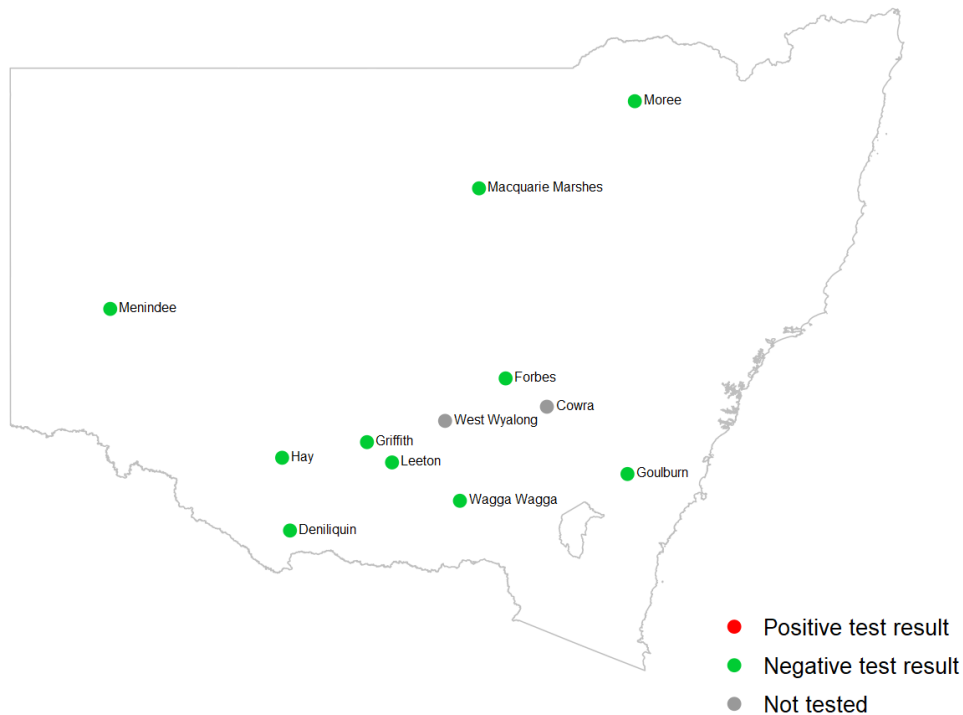 Moree
Macquarie Marshes
Menindee
Forbes
Cowra
West Wyalong
Griffith
Hay
Leeton
Goulburn
Wagga Wagga
Deniliquin
Positive test result
Negative test result
Not tested